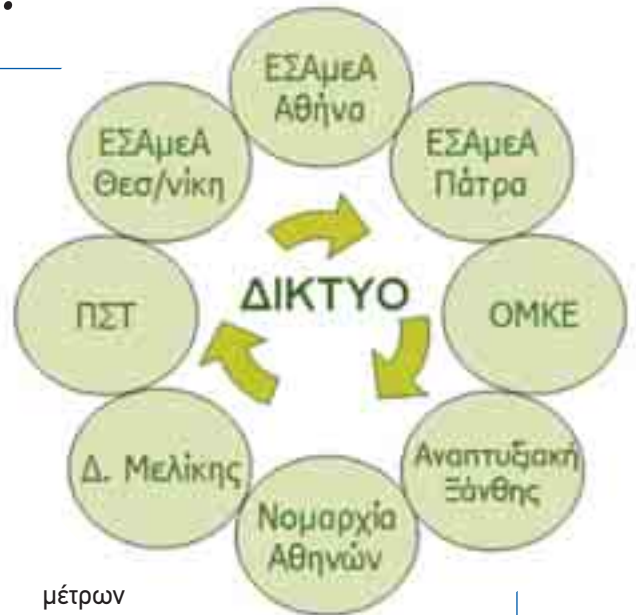 ΕΣΑμεΑ
Αθήνα
ΕΣΑμεΑ
Πάτρα
ΟΜΚΕ
Αναπτυξιακή
Ξάνθης
Νομαρχία
Αθηνών
Δ. Μελίκης
ΠΣΤ
ΕΣΑμεΑ
Θεσ/νίκη
ΔΙΚΤΥΟ
μέτρων